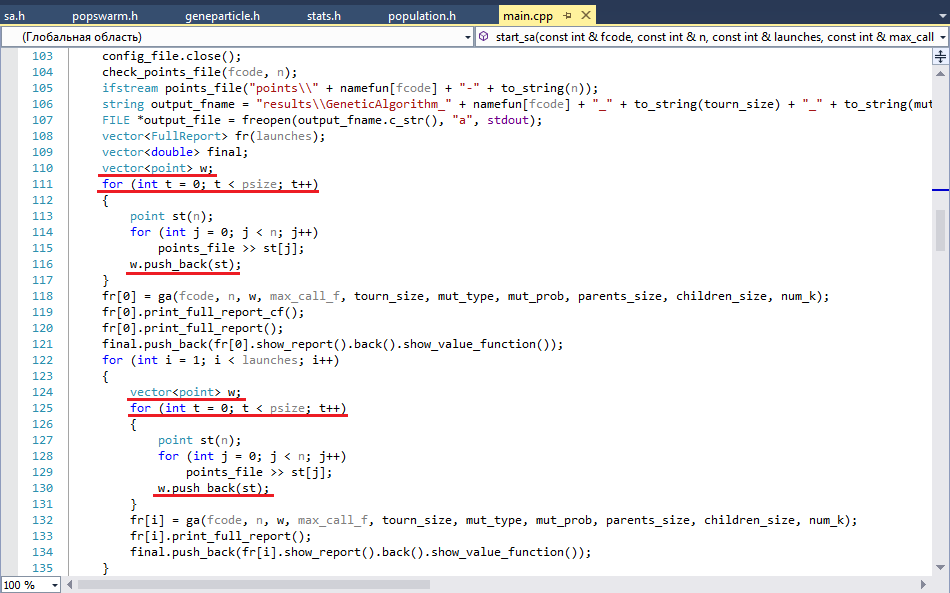 sa.h popswarm.h geneparticle.h stats.h population.h main.cpp
(Глобальная область) start_sa(const int & fcode, const int & n, const int & launches, const int & max_call
103 config_file.close();
104 check_points_file(fcode, n);
105 ifstream points_file("points\\" + namefun[fcode] + "-" + to_string(n));
106 string output_fname = "results\\GeneticAlgorithm_" + namefun[fcode] + "_" + to_string(tourn_size) + "_" + to_string(mut
107 FILE *output_file = freopen(output_fname.c_str(), "a", stdout);
108 vector<FullReport> fr(launches);
109 vector<double> final;
110 vector<point> w;
111 for (int t = 0; t < psize; t++)
112 {
113 point st(n);
114 for (int j = 0; j < n; j++)
115 points_file >> st[j];
116 w.push_back(st);
117 }
118 fr[0] = ga(fcode, n, w, max_call_f, tourn_size, mut_type, mut_prob, parents_size, children_size, num_k);
119 fr[0].print_full_report_cf();
120 fr[0].print_full_report();
121 final.push_back(fr[0].show_report().back().show_value_function());
122 for (int i = 1; i < launches; i++)
123 {
124 vector<point> w;
125 for (int t = 0; t < psize; t++)
126 {
127 point st(n);
128 for (int j = 0; j < n; j++)
129 points_file >> st[j];
130 w.push_back(st);
131 }
132 fr[i] = ga(fcode, n, w, max_call_f, tourn_size, mut_type, mut_prob, parents_size, children_size, num_k);
133 fr[i].print_full_report();
134 final.push_back(fr[i].show_report().back().show_value_function());
135 }
100 %